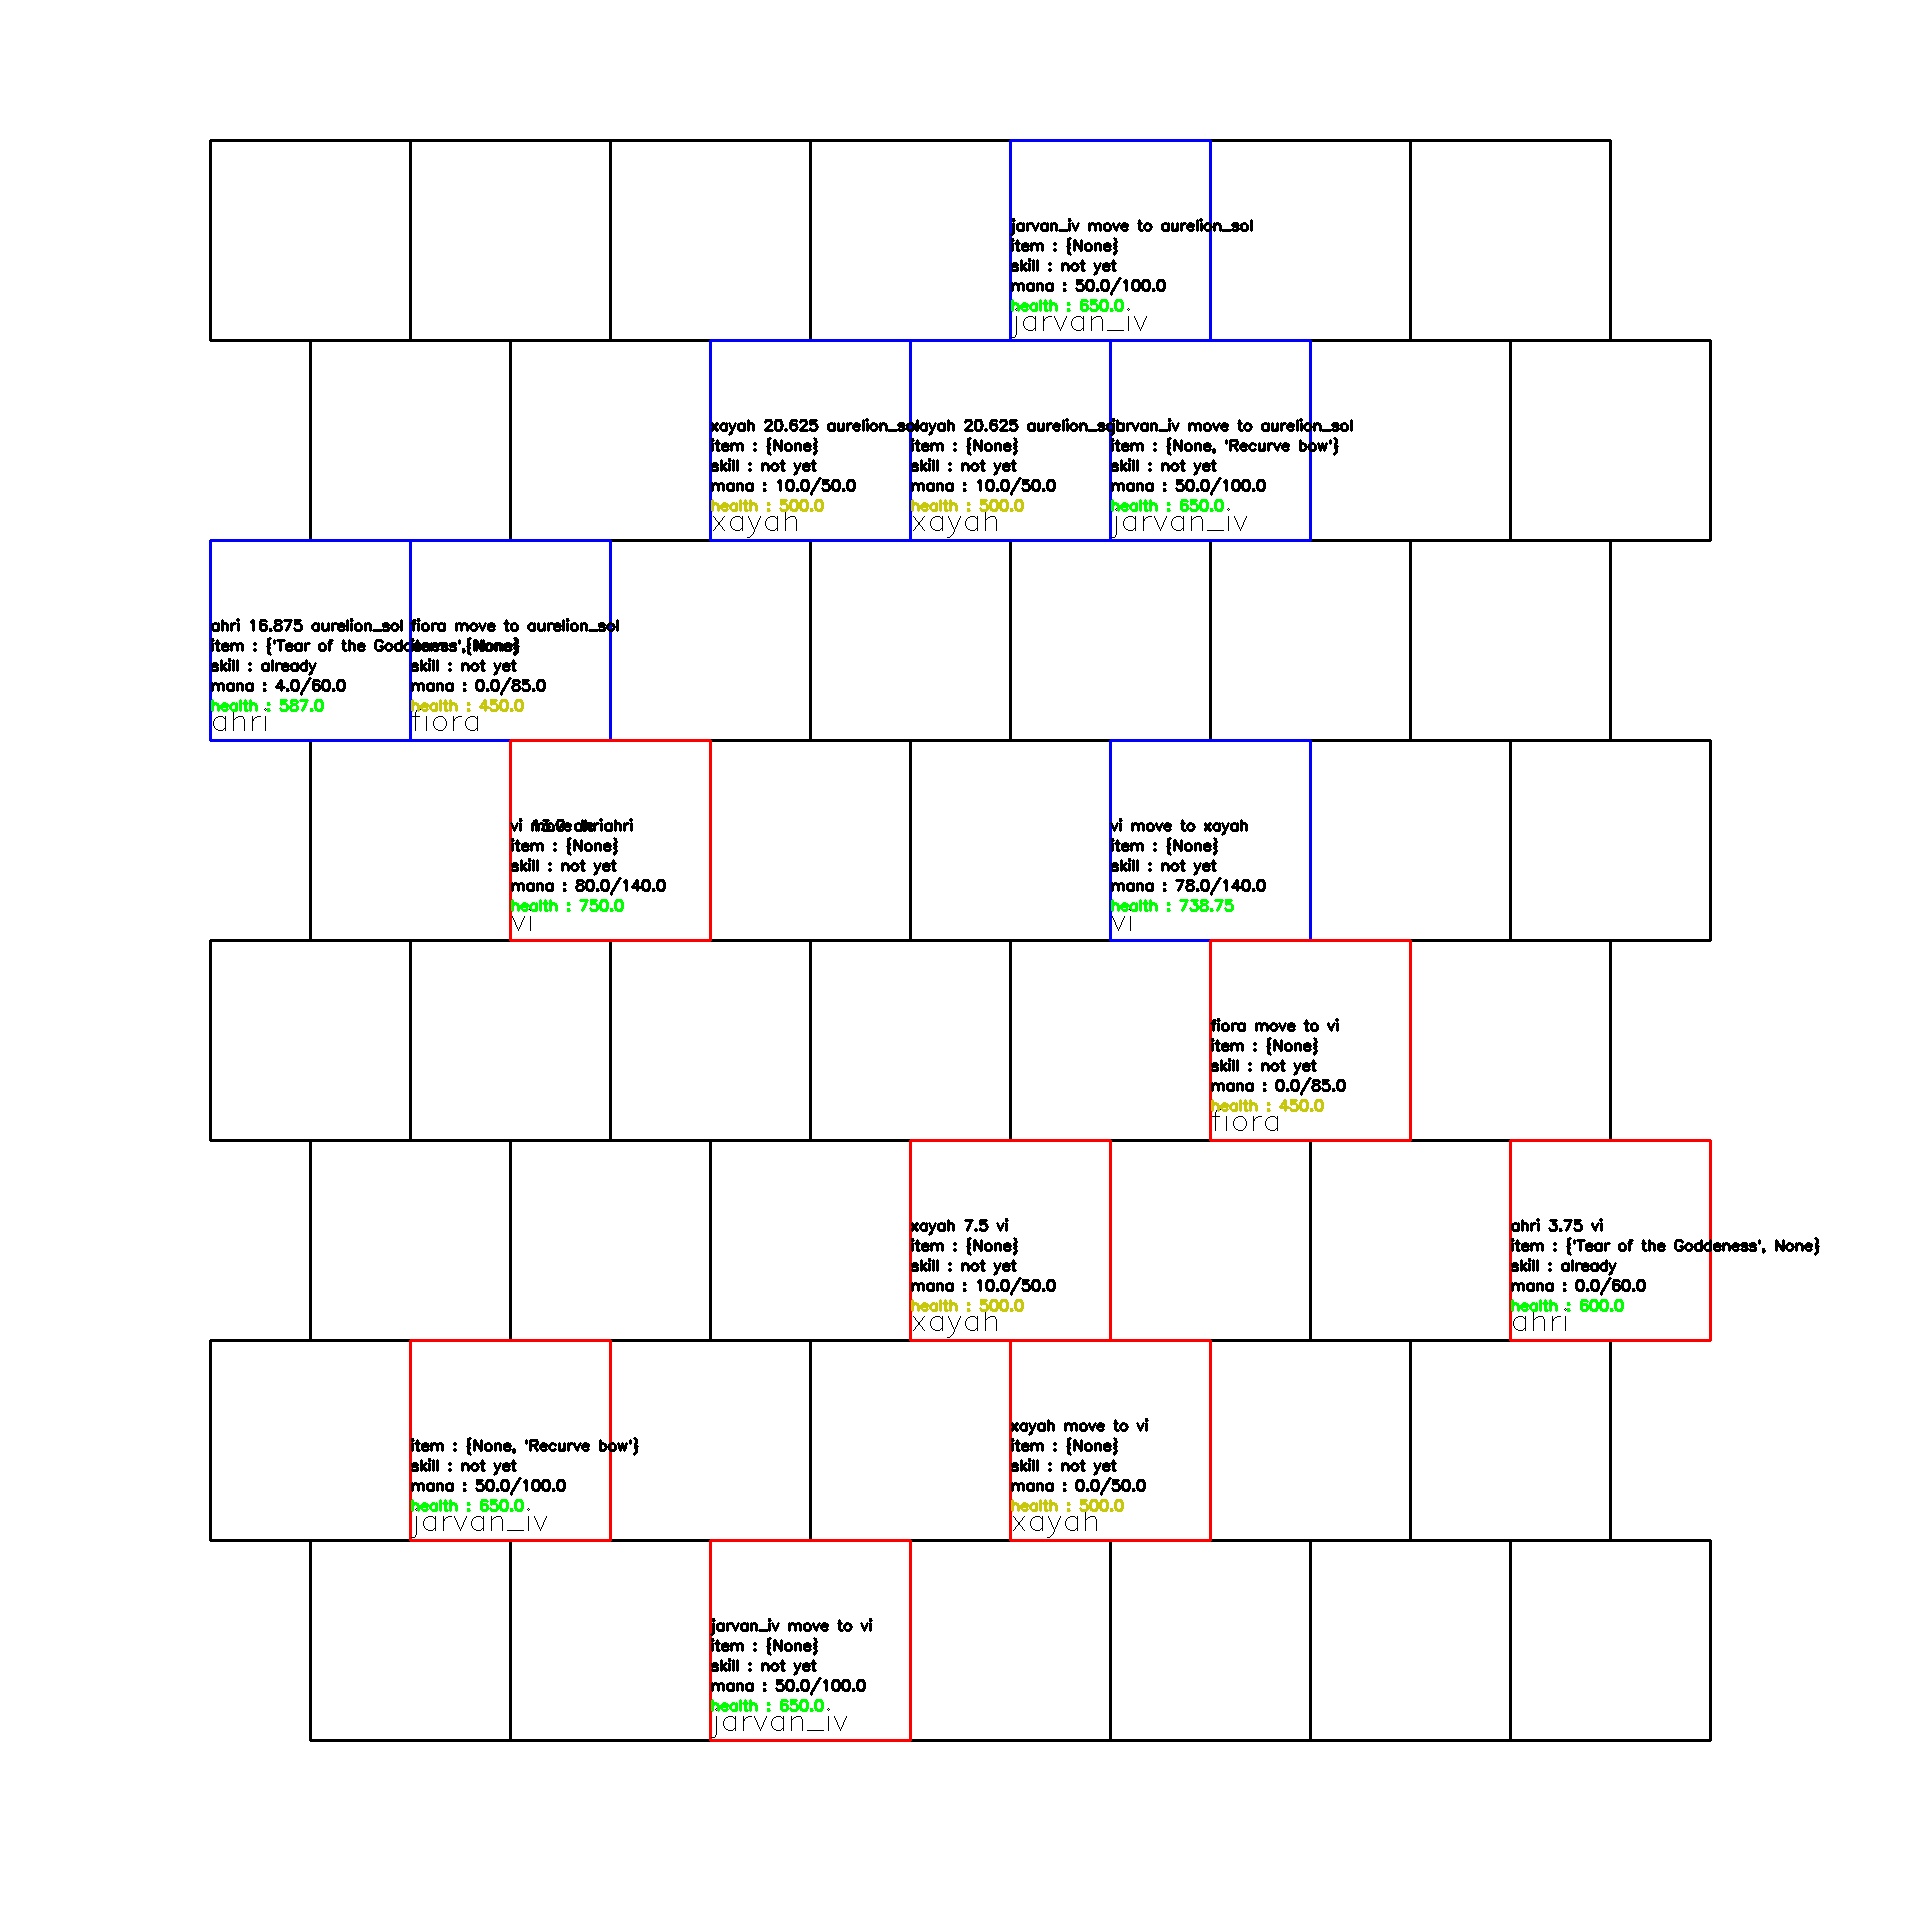 jarvan_iv move to aurelion_sol
item : {None}
skill : not yet
mana : 50.0/100.0
health : 650.0
jarvan_iv
xayah 20.625 aurelion_sol
item : {None}
skill : not yet
mana : 10.0/50.0
health : 500.0
xayah
xayah 20.625 aurelion_sol
item : {None}
skill : not yet
mana : 10.0/50.0
health : 500.0
xayah
jarvan_iv move to aurelion_sol
item : {None, 'Recurve bow'}
skill : not yet
mana : 50.0/100.0
health : 650.0
jarvan_iv
ahri 16.875 aurelion_sol
item : {'Tear of the Goddeness', None}
skill : already
mana : 4.0/60.0
health : 587.0
ahri
fiora move to aurelion_sol
item : {None}
skill : not yet
mana : 0.0/85.0
health : 450.0
fiora
vi ahri
item : {None}
skill : not yet
mana : 80.0/140.0
health : 750.0
vi
vi move to xayah
item : {None}
skill : not yet
mana : 78.0/140.0
health : 738.75
vi
fiora move to vi
item : {None}
skill : not yet
mana : 0.0/85.0
health : 450.0
fiora
xayah 7.5 vi
item : {None}
skill : not yet
mana : 10.0/50.0
health : 500.0
xayah
ahri 3.75 vi
item : {'Tear of the Goddeness', None}
skill : already
mana : 0.0/60.0
health : 600.0
ahri
item : {None, 'Recurve bow'}
skill : not yet
mana : 50.0/100.0
health : 650.0
jarvan_iv
xayah move to vi
item : {None}
skill : not yet
mana : 0.0/50.0
health : 500.0
xayah
jarvan_iv move to vi
item : {None}
skill : not yet
mana : 50.0/100.0
health : 650.0
jarvan_iv